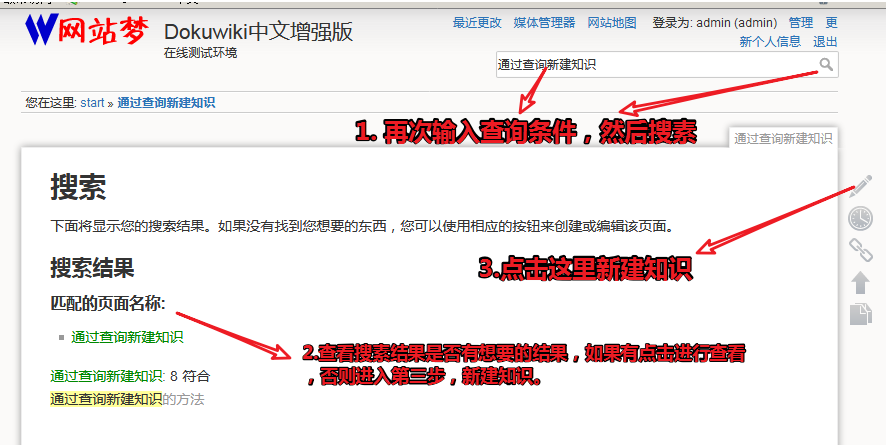 网站梦
Dokuwiki中文增强版
在线测试环境
最近更改 媒体管理器 网站地图 登录为: admin (admin) 管理 更
新个人信息 退出
通过查询新建知识
您在这里: start » 通过查询新建知识
1. 再次输入查询条件，然后搜素
通过查询新建知识
搜索
下面将显示您的搜索结果。如果没有找到您想要的东西，您可以使用相应的按钮来创建或编辑该页面。
搜索结果
3.点击这里新建知识
匹配的页面名称:
通过查询新建知识
2.查看搜索结果是否有想要的结果，如果有点击进行查看
，否则进入第三步，新建知识。
通过查询新建知识: 8 符合
通过查询新建知识的方法